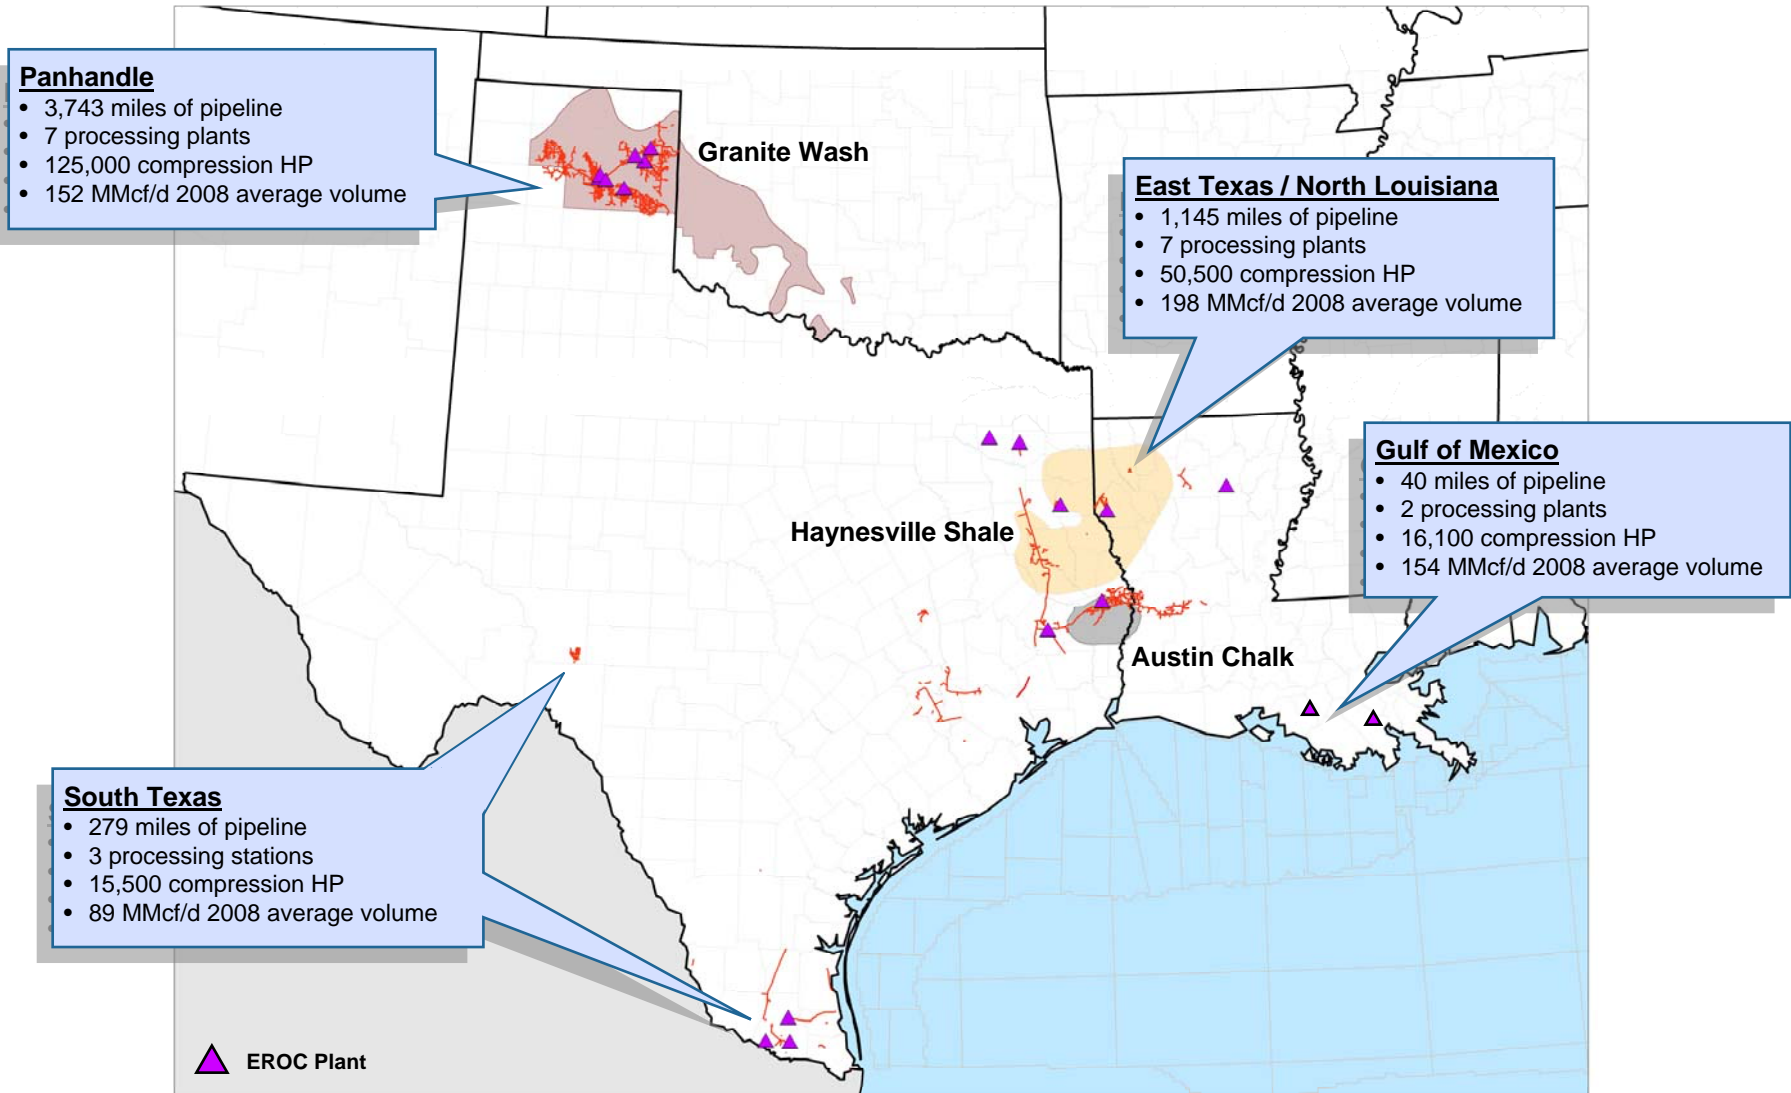 Panhandle
• 3,743 miles of pipeline
• 7 processing plants
• 125,000 compression HP
• 152 MMcf/d 2008 average volume
Granite Wash
East Texas / North Louisiana
• 1,145 miles of pipeline
• 7 processing plants
• 50,500 compression HP
• 198 MMcf/d 2008 average volume
Gulf of Mexico
• 40 miles of pipeline
• 2 processing plants
• 16,100 compression HP
• 154 MMcf/d 2008 average volume
Haynesville Shale
Austin Chalk
South Texas
• 279 miles of pipeline
• 3 processing stations
• 15,500 compression HP
• 89 MMcf/d 2008 average volume
EROC Plant